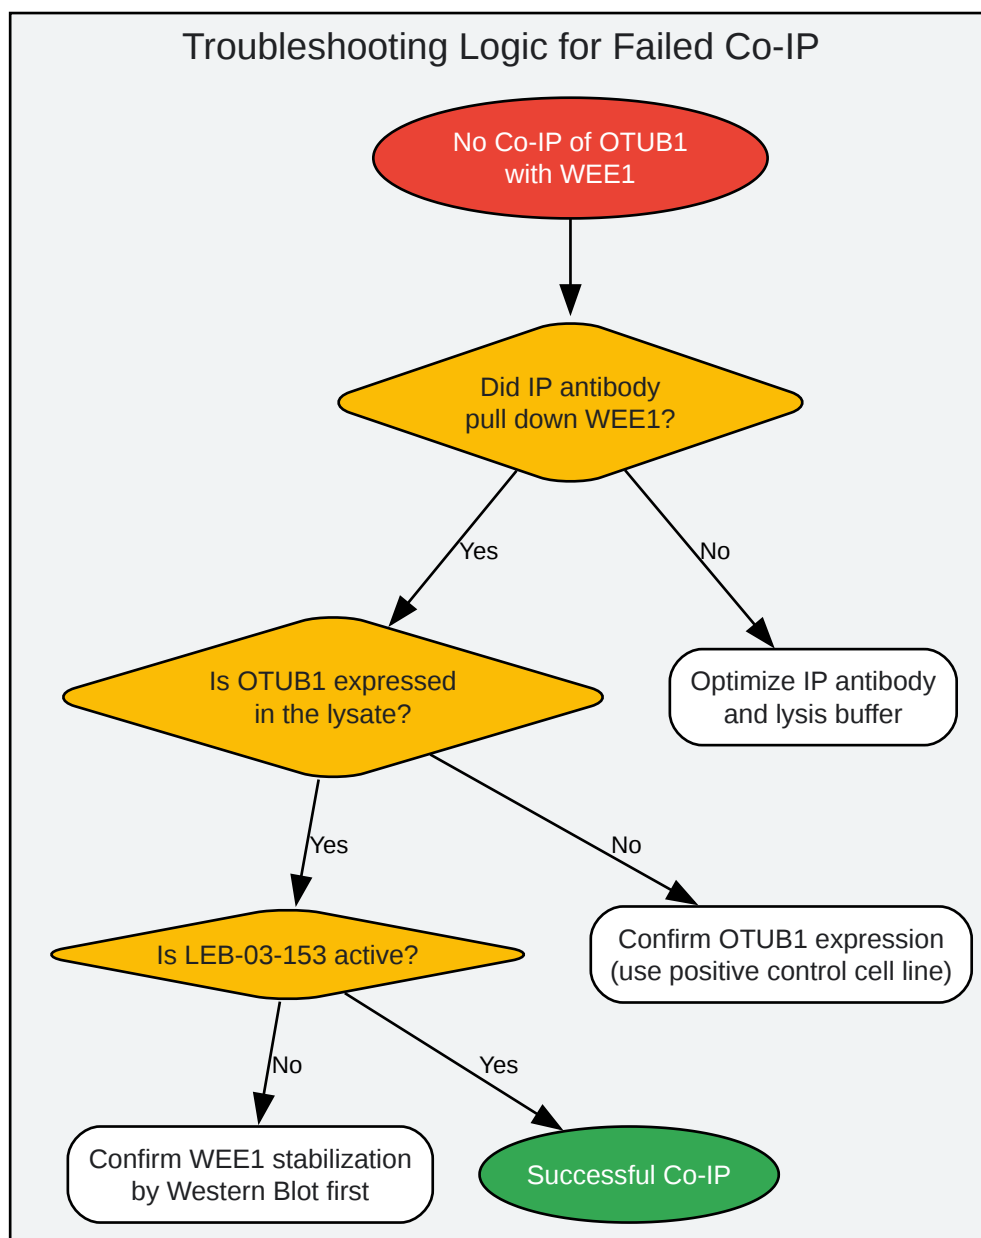 Troubleshooting Logic for Failed Co-IP
No Co-IP of OTUB1
with WEE1
Did IP antibody
pull down WEE1?
Yes
No
Is OTUB1 expressed
in the lysate?
Optimize IP antibody
and lysis buffer
Yes
No
Is LEB-03-153 active?
Confirm OTUB1 expression
(use positive control cell line)
No
Yes
Confirm WEE1 stabilization
by Western Blot first
Successful Co-IP